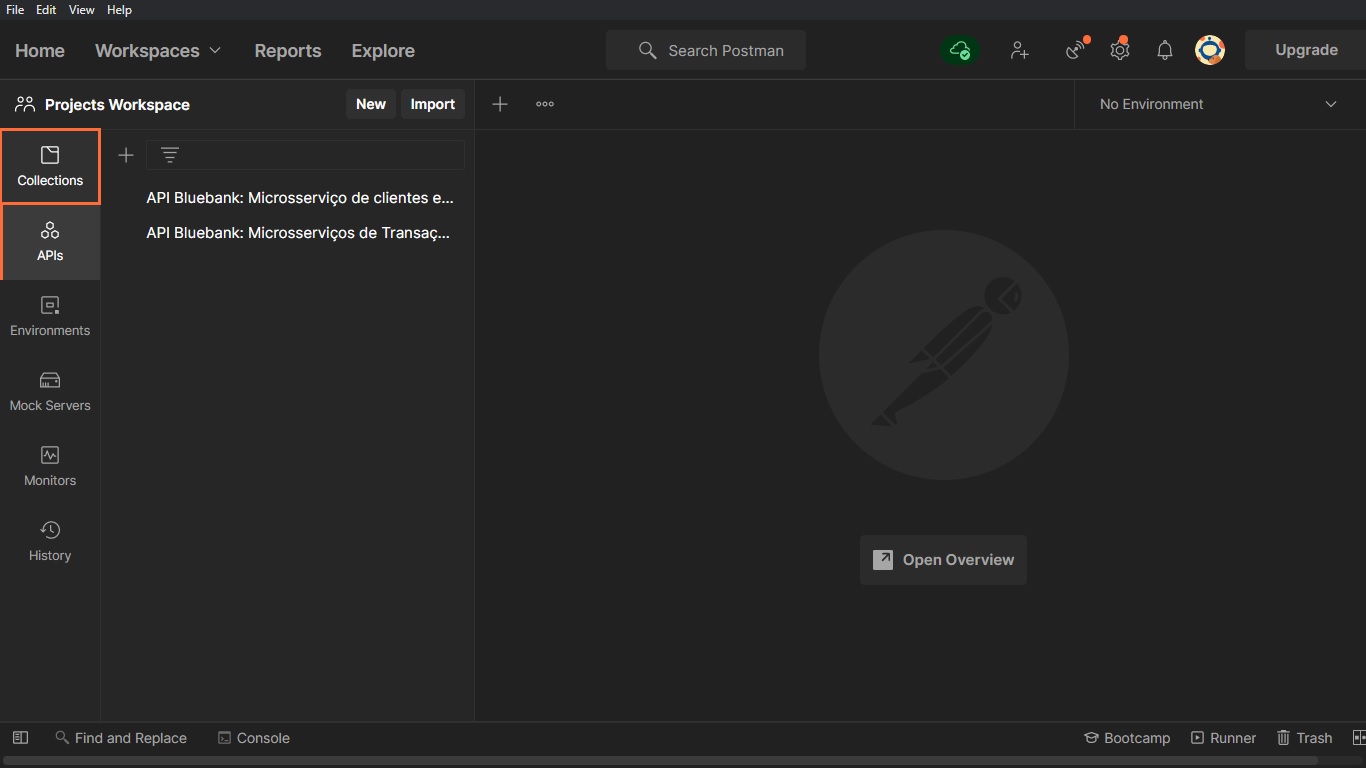 File Edit View Help
Home Workspaces Reports Explore Search Postman Upgrade
Projects Workspace New Import No Environment
Collections
API Bluebank: Microsserviço de clientes e...
API Bluebank: Microsserviços de Transaç...
APIs
Environments
Mock Servers
Monitors
History
Open Overview
Find and Replace Console Bootcamp Runner Trash